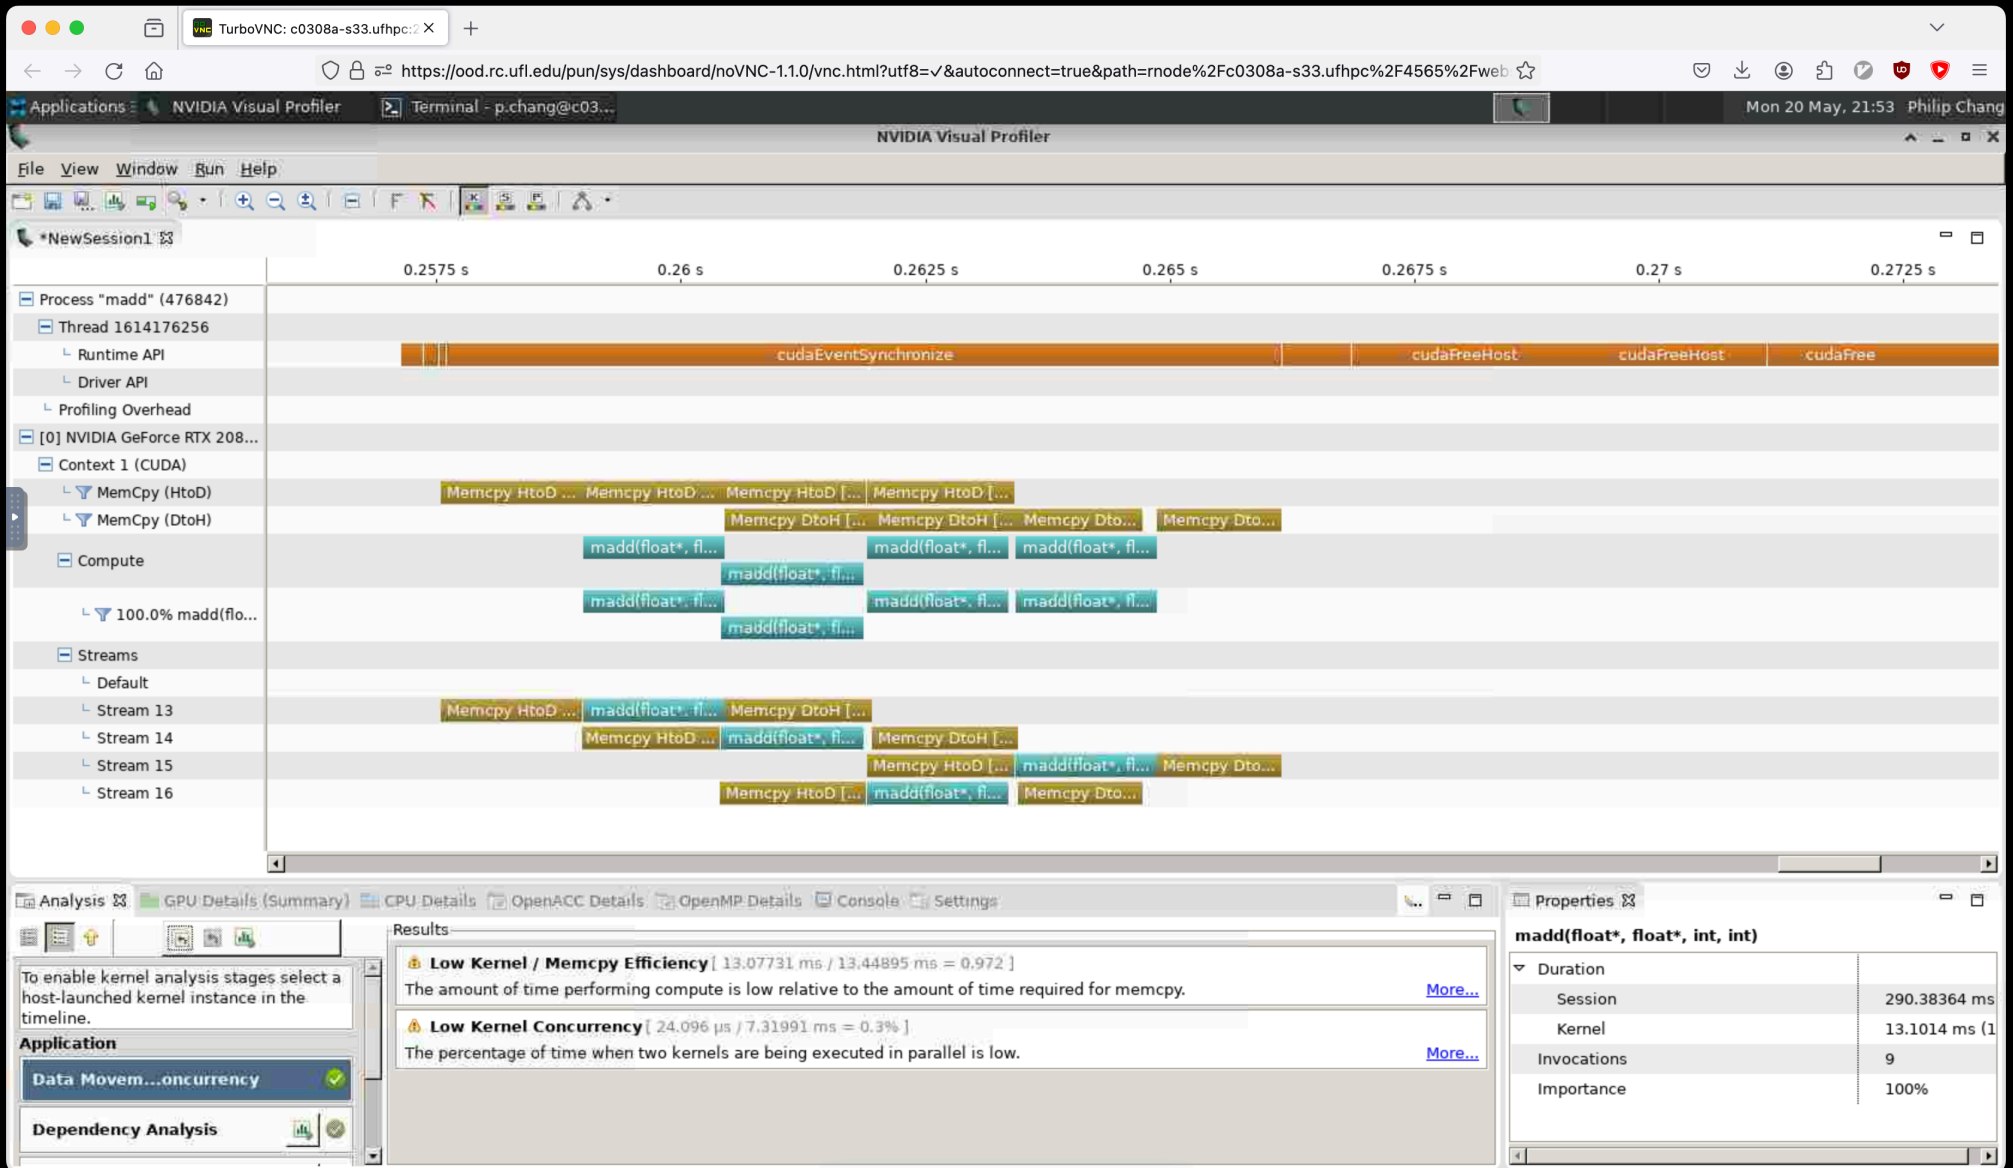 TurboVNC: c0308a-s33.ufhpc:2
https://ood.rc.ufl.edu/pun/sys/dashboard/noVNC-1.1.0/vnc.html?utf8=✓&autoconnect=true&path=rnode%2Fc0308a-s33.ufhpc%2F4565%2Fweb
Applications NVIDIA Visual Profiler Terminal - p.chang@c03... Mon 20 May, 21:53 Philip Chang
NVIDIA Visual Profiler
File View Window Run Help
*NewSession1
0.2575 s 0.26 s 0.2625 s 0.265 s 0.2675 s 0.27 s 0.2725 s
Process "madd" (476842)
Thread 1614176256
Runtime API cudaEventSynchronize cudaFreeHost cudaFreeHost cudaFree
Driver API
Profiling Overhead
[0] NVIDIA GeForce RTX 208...
Context 1 (CUDA)
MemCpy (HtoD) Memcpy HtoD ... Memcpy HtoD ... Memcpy HtoD [... Memcpy HtoD [...
MemCpy (DtoH) Memcpy DtoH [... Memcpy DtoH [... Memcpy Dto... Memcpy Dto...
madd(float*, fl... madd(float*, fl... madd(float*, fl...
Compute
madd(float*, fl...
madd(float*, fl... madd(float*, fl... madd(float*, fl...
100.0% madd(flo...
madd(float*, fl...
Streams
Default
Stream 13 Memcpy HtoD ... madd(float*, fl... Memcpy DtoH [...
Stream 14 Memcpy HtoD ... madd(float*, fl... Memcpy DtoH [...
Stream 15 Memcpy HtoD [... madd(float*, fl... Memcpy Dto...
Stream 16 Memcpy HtoD [... madd(float*, fl... Memcpy Dto...
Analysis GPU Details (Summary) CPU Details OpenACC Details OpenMP Details Console Settings
To enable kernel analysis stages select a
host-launched kernel instance in the
timeline.
Application
Data Movem...oncurrency
Dependency Analysis
Results
Low Kernel / Memcpy Efficiency [ 13.07731 ms / 13.44895 ms = 0.972 ]
The amount of time performing compute is low relative to the amount of time required for memcpy. More...
Low Kernel Concurrency [ 24.096 µs / 7.31991 ms = 0.3% ]
The percentage of time when two kernels are being executed in parallel is low. More...
Properties
madd(float*, float*, int, int)
Duration
Session 290.38364 ms
Kernel 13.1014 ms (1
Invocations 9
Importance 100%